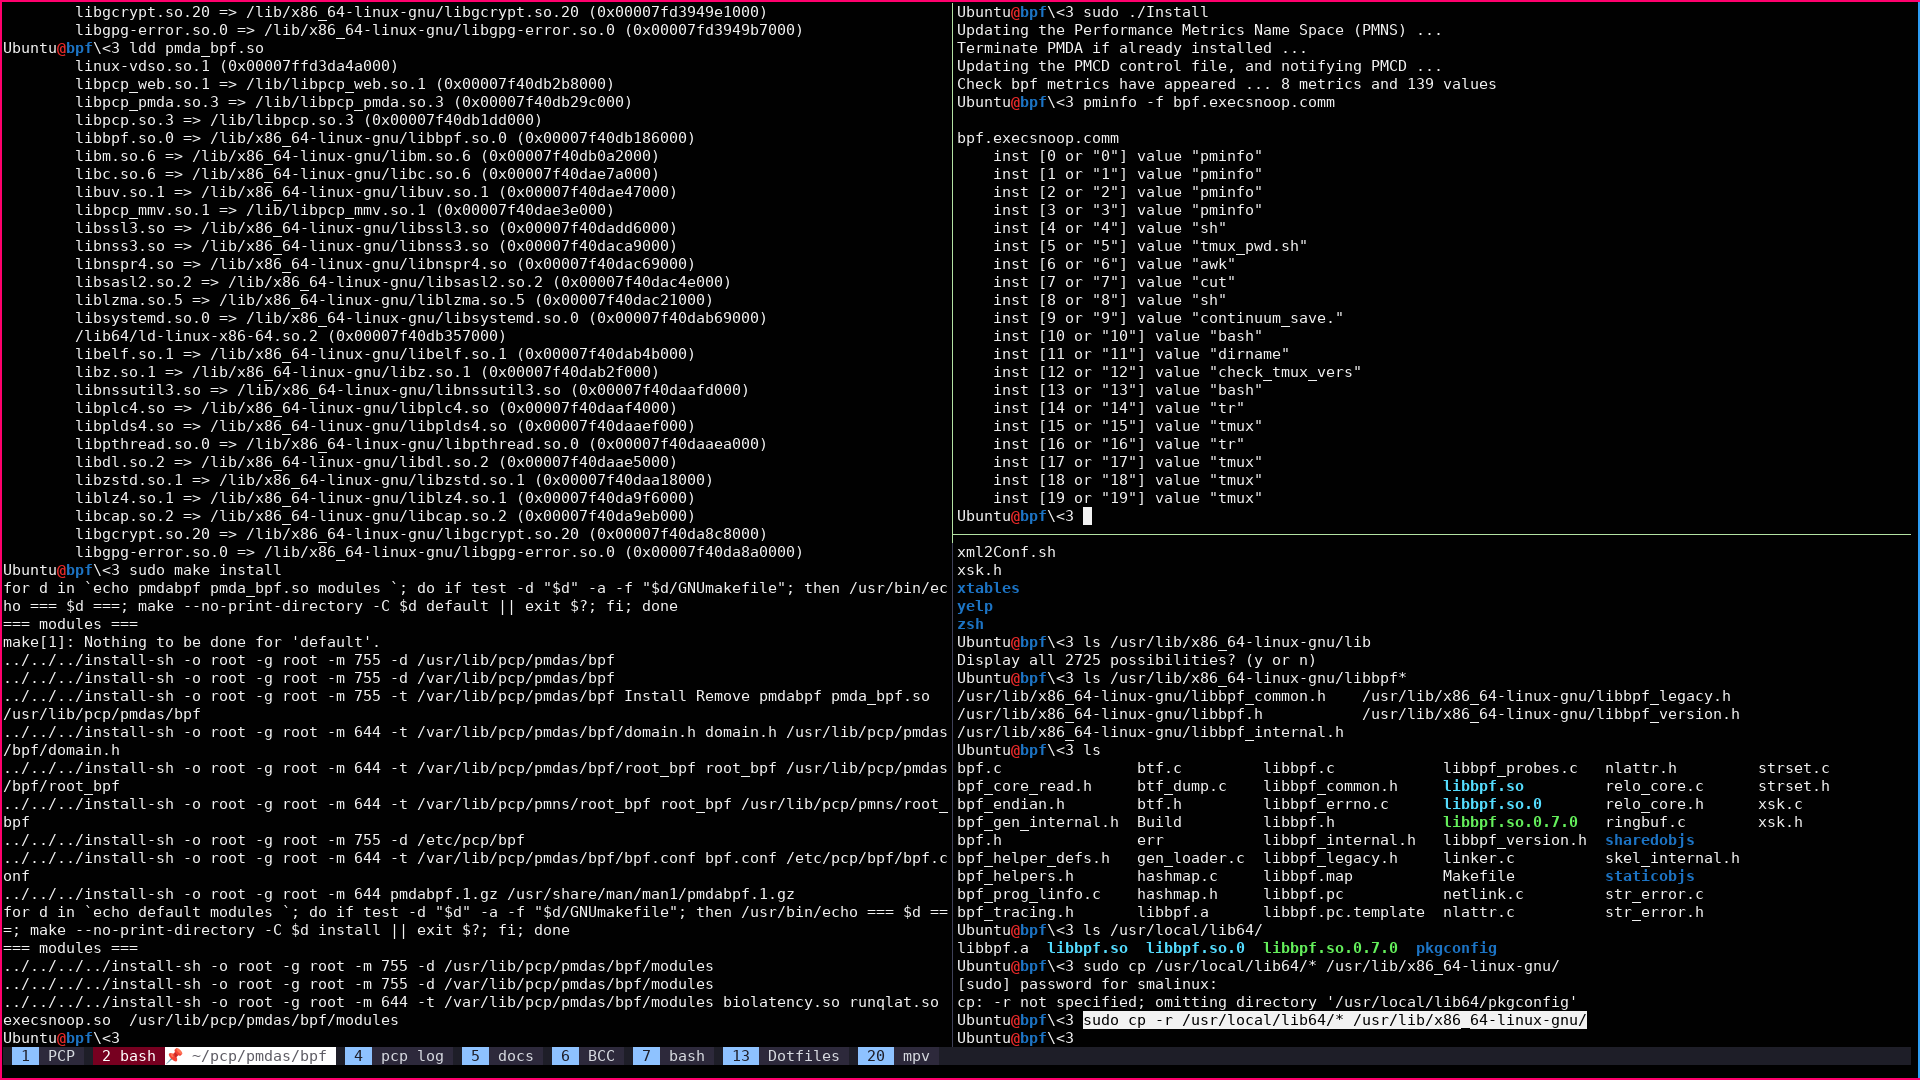 libgcrypt.so.20 => /lib/x86_64-linux-gnu/libgcrypt.so.20 (0x00007fd3949e1000)
        libgpg-error.so.0 => /lib/x86_64-linux-gnu/libgpg-error.so.0 (0x00007fd3949b7000)
Ubuntu@bpf\<3 ldd pmda_bpf.so
        linux-vdso.so.1 (0x00007ffd3da4a000)
        libpcp_web.so.1 => /lib/libpcp_web.so.1 (0x00007f40db2b8000)
        libpcp_pmda.so.3 => /lib/libpcp_pmda.so.3 (0x00007f40db29c000)
        libpcp.so.3 => /lib/libpcp.so.3 (0x00007f40db1dd000)
        libbpf.so.0 => /lib/x86_64-linux-gnu/libbpf.so.0 (0x00007f40db186000)
        libm.so.6 => /lib/x86_64-linux-gnu/libm.so.6 (0x00007f40db0a2000)
        libc.so.6 => /lib/x86_64-linux-gnu/libc.so.6 (0x00007f40dae7a000)
        libuv.so.1 => /lib/x86_64-linux-gnu/libuv.so.1 (0x00007f40dae47000)
        libpcp_mmv.so.1 => /lib/libpcp_mmv.so.1 (0x00007f40dae3e000)
        libssl3.so => /lib/x86_64-linux-gnu/libssl3.so (0x00007f40dadd6000)
        libnss3.so => /lib/x86_64-linux-gnu/libnss3.so (0x00007f40daca9000)
        libnspr4.so => /lib/x86_64-linux-gnu/libnspr4.so (0x00007f40dac69000)
        libsasl2.so.2 => /lib/x86_64-linux-gnu/libsasl2.so.2 (0x00007f40dac4e000)
        liblzma.so.5 => /lib/x86_64-linux-gnu/liblzma.so.5 (0x00007f40dac21000)
        libsystemd.so.0 => /lib/x86_64-linux-gnu/libsystemd.so.0 (0x00007f40dab69000)
        /lib64/ld-linux-x86-64.so.2 (0x00007f40db357000)
        libelf.so.1 => /lib/x86_64-linux-gnu/libelf.so.1 (0x00007f40dab4b000)
        libz.so.1 => /lib/x86_64-linux-gnu/libz.so.1 (0x00007f40dab2f000)
        libnssutil3.so => /lib/x86_64-linux-gnu/libnssutil3.so (0x00007f40daafd000)
        libplc4.so => /lib/x86_64-linux-gnu/libplc4.so (0x00007f40daaf4000)
        libplds4.so => /lib/x86_64-linux-gnu/libplds4.so (0x00007f40daaef000)
        libpthread.so.0 => /lib/x86_64-linux-gnu/libpthread.so.0 (0x00007f40daaea000)
        libdl.so.2 => /lib/x86_64-linux-gnu/libdl.so.2 (0x00007f40daae5000)
        libzstd.so.1 => /lib/x86_64-linux-gnu/libzstd.so.1 (0x00007f40daa18000)
        liblz4.so.1 => /lib/x86_64-linux-gnu/liblz4.so.1 (0x00007f40da9f6000)
        libcap.so.2 => /lib/x86_64-linux-gnu/libcap.so.2 (0x00007f40da9eb000)
        libgcrypt.so.20 => /lib/x86_64-linux-gnu/libgcrypt.so.20 (0x00007f40da8c8000)
        libgpg-error.so.0 => /lib/x86_64-linux-gnu/libgpg-error.so.0 (0x00007f40da8a0000)
Ubuntu@bpf\<3 sudo make install
for d in `echo pmdabpf pmda_bpf.so modules `; do if test -d "$d" -a -f "$d/GNUmakefile"; then /usr/bin/ec
ho === $d ===; make --no-print-directory -C $d default || exit $?; fi; done
=== modules ===
make[1]: Nothing to be done for 'default'.
../../../install-sh -o root -g root -m 755 -d /usr/lib/pcp/pmdas/bpf
../../../install-sh -o root -g root -m 755 -d /var/lib/pcp/pmdas/bpf
../../../install-sh -o root -g root -m 755 -t /var/lib/pcp/pmdas/bpf Install Remove pmdabpf pmda_bpf.so
/usr/lib/pcp/pmdas/bpf
../../../install-sh -o root -g root -m 644 -t /var/lib/pcp/pmdas/bpf/domain.h domain.h /usr/lib/pcp/pmdas
/bpf/domain.h
../../../install-sh -o root -g root -m 644 -t /var/lib/pcp/pmdas/bpf/root_bpf root_bpf /usr/lib/pcp/pmdas
/bpf/root_bpf
../../../install-sh -o root -g root -m 644 -t /var/lib/pcp/pmns/root_bpf root_bpf /usr/lib/pcp/pmns/root_
bpf
../../../install-sh -o root -g root -m 755 -d /etc/pcp/bpf
../../../install-sh -o root -g root -m 644 -t /var/lib/pcp/pmdas/bpf/bpf.conf bpf.conf /etc/pcp/bpf/bpf.c
onf
../../../install-sh -o root -g root -m 644 pmdabpf.1.gz /usr/share/man/man1/pmdabpf.1.gz
for d in `echo default modules `; do if test -d "$d" -a -f "$d/GNUmakefile"; then /usr/bin/echo === $d ==
=; make --no-print-directory -C $d install || exit $?; fi; done
=== modules ===
../../../../install-sh -o root -g root -m 755 -d /usr/lib/pcp/pmdas/bpf/modules
../../../../install-sh -o root -g root -m 755 -d /var/lib/pcp/pmdas/bpf/modules
../../../../install-sh -o root -g root -m 644 -t /var/lib/pcp/pmdas/bpf/modules biolatency.so runqlat.so
execsnoop.so  /usr/lib/pcp/pmdas/bpf/modules
Ubuntu@bpf\<3
Ubuntu@bpf\<3 sudo ./Install
Updating the Performance Metrics Name Space (PMNS) ...
Terminate PMDA if already installed ...
Updating the PMCD control file, and notifying PMCD ...
Check bpf metrics have appeared ... 8 metrics and 139 values
Ubuntu@bpf\<3 pminfo -f bpf.execsnoop.comm
bpf.execsnoop.comm
    inst [0 or "0"] value "pminfo"
    inst [1 or "1"] value "pminfo"
    inst [2 or "2"] value "pminfo"
    inst [3 or "3"] value "pminfo"
    inst [4 or "4"] value "sh"
    inst [5 or "5"] value "tmux_pwd.sh"
    inst [6 or "6"] value "awk"
    inst [7 or "7"] value "cut"
    inst [8 or "8"] value "sh"
    inst [9 or "9"] value "continuum_save."
    inst [10 or "10"] value "bash"
    inst [11 or "11"] value "dirname"
    inst [12 or "12"] value "check_tmux_vers"
    inst [13 or "13"] value "bash"
    inst [14 or "14"] value "tr"
    inst [15 or "15"] value "tmux"
    inst [16 or "16"] value "tr"
    inst [17 or "17"] value "tmux"
    inst [18 or "18"] value "tmux"
    inst [19 or "19"] value "tmux"
Ubuntu@bpf\<3
xml2Conf.sh
xsk.h
xtables
yelp
zsh
Ubuntu@bpf\<3 ls /usr/lib/x86_64-linux-gnu/lib
Display all 2725 possibilities? (y or n)
Ubuntu@bpf\<3 ls /usr/lib/x86_64-linux-gnu/libbpf*
/usr/lib/x86_64-linux-gnu/libbpf_common.h    /usr/lib/x86_64-linux-gnu/libbpf_legacy.h
/usr/lib/x86_64-linux-gnu/libbpf.h           /usr/lib/x86_64-linux-gnu/libbpf_version.h
/usr/lib/x86_64-linux-gnu/libbpf_internal.h
Ubuntu@bpf\<3 ls
bpf.c               btf.c         libbpf.c            libbpf_probes.c   nlattr.h         strset.c
bpf_core_read.h     btf_dump.c    libbpf_common.h     libbpf.so         relo_core.c      strset.h
bpf_endian.h        btf.h         libbpf_errno.c      libbpf.so.0       relo_core.h      xsk.c
bpf_gen_internal.h  Build         libbpf.h            libbpf.so.0.7.0   ringbuf.c        xsk.h
bpf.h               err           libbpf_internal.h   libbpf_version.h  sharedobjs
bpf_helper_defs.h   gen_loader.c  libbpf_legacy.h     linker.c          skel_internal.h
bpf_helpers.h       hashmap.c     libbpf.map          Makefile          staticobjs
bpf_prog_linfo.c    hashmap.h     libbpf.pc           netlink.c         str_error.c
bpf_tracing.h       libbpf.a      libbpf.pc.template  nlattr.c          str_error.h
Ubuntu@bpf\<3 ls /usr/local/lib64/
libbpf.a  libbpf.so  libbpf.so.0  libbpf.so.0.7.0  pkgconfig
Ubuntu@bpf\<3 sudo cp /usr/local/lib64/* /usr/lib/x86_64-linux-gnu/
[sudo] password for smalinux:
cp: -r not specified; omitting directory '/usr/local/lib64/pkgconfig'
Ubuntu@bpf\<3 sudo cp -r /usr/local/lib64/* /usr/lib/x86_64-linux-gnu/
Ubuntu@bpf\<3
1 PCP 2 bash 📌 ~/pcp/pmdas/bpf 4 pcp log 5 docs 6 BCC 7 bash 13 Dotfiles 20 mpv